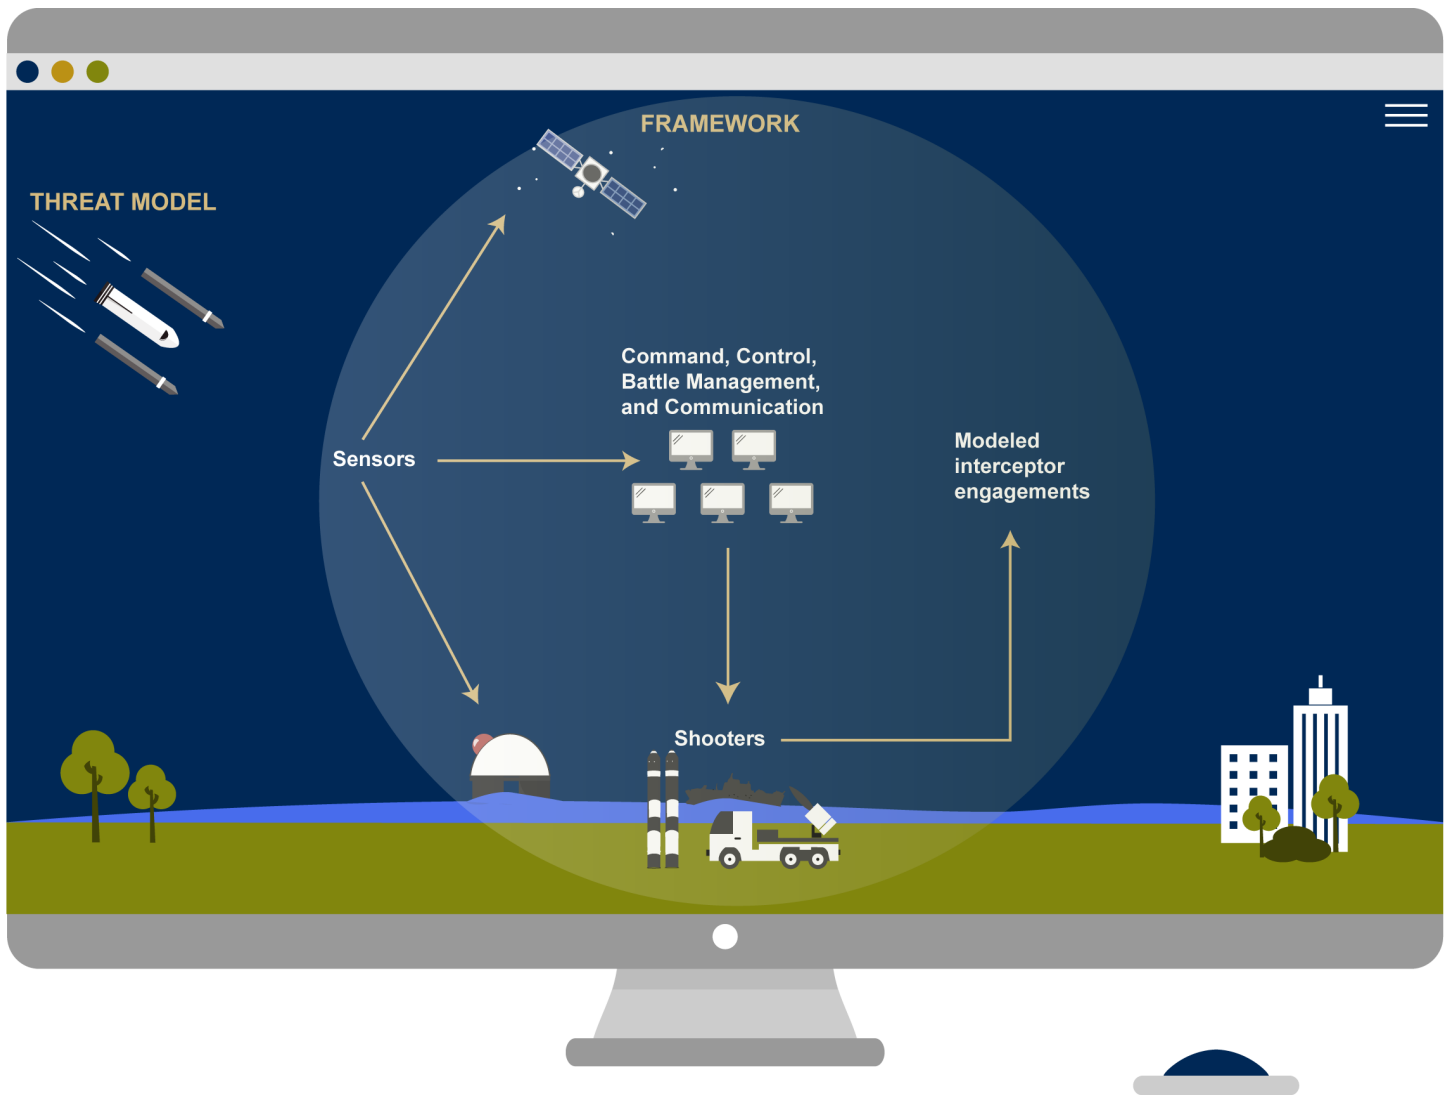 FRAMEWORK
THREAT MODEL
Command, Control,
Battle Management,
and Communication
Sensors
Modeled
interceptor
engagements
Shooters